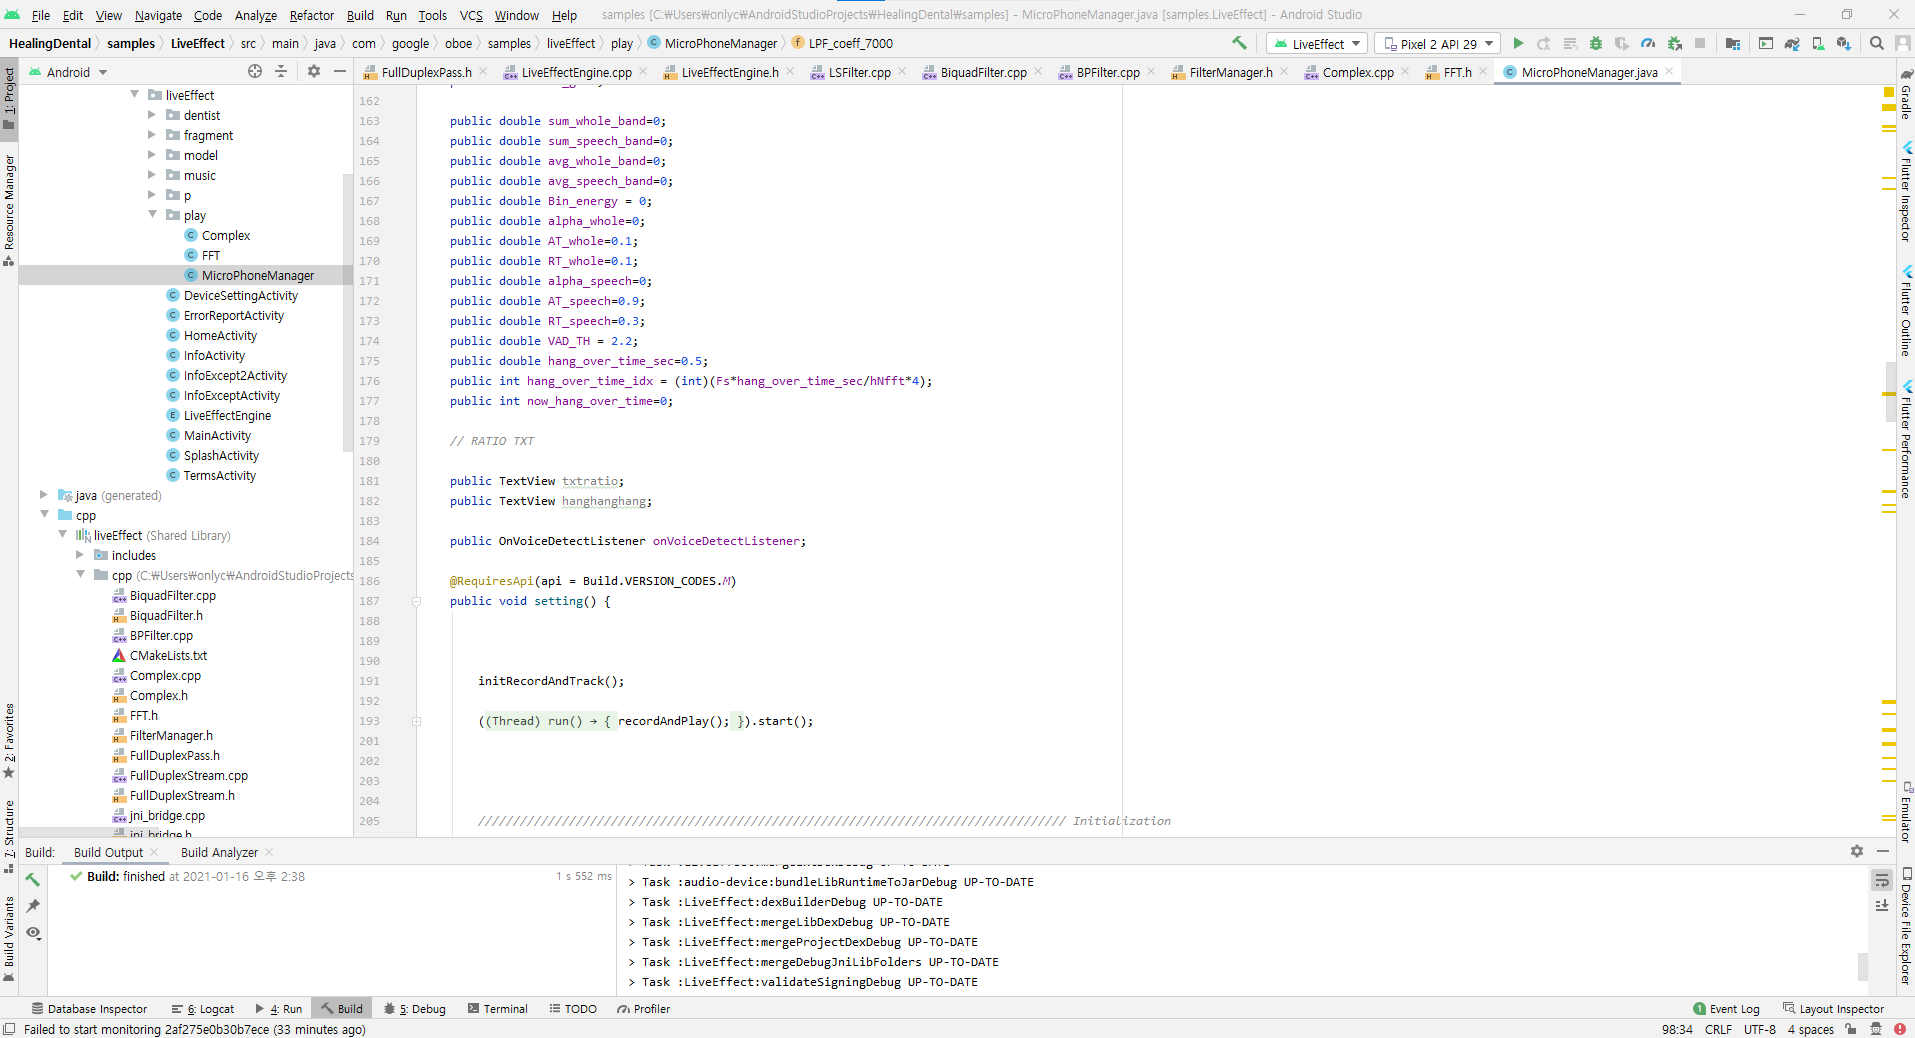 File Edit View Navigate Code Analyze Refactor Build Run Tools VCS Window Help samples [C:₩Users₩onlyc₩AndroidStudioProjects₩HealingDental₩samples] - MicroPhoneManager.java [samples.LiveEffect] - Android Studio
HealingDental samples LiveEffect src main java com google oboe samples liveEffect play MicroPhoneManager LPF_coeff_7000 LiveEffect Pixel 2 API 29
Android FullDuplexPass.h LiveEffectEngine.cpp LiveEffectEngine.h LSFilter.cpp BiquadFilter.cpp BPFilter.cpp FilterManager.h Complex.cpp FFT.h MicroPhoneManager.java
1: Project
Resource Manager
2: Favorites
7: Structure
Build Variants
liveEffect
dentist
fragment
model
music
p
play
Complex
FFT
MicroPhoneManager
DeviceSettingActivity
ErrorReportActivity
HomeActivity
InfoActivity
InfoExcept2Activity
InfoExceptActivity
LiveEffectEngine
MainActivity
SplashActivity
TermsActivity
java (generated)
cpp
liveEffect (Shared Library)
includes
cpp (C:₩Users₩onlyc₩AndroidStudioProjects
BiquadFilter.cpp
BiquadFilter.h
BPFilter.cpp
CMakeLists.txt
Complex.cpp
Complex.h
FFT.h
FilterManager.h
FullDuplexPass.h
FullDuplexStream.cpp
FullDuplexStream.h
jni_bridge.cpp
jni_bridge.h
162
163 public double sum_whole_band=0;
164 public double sum_speech_band=0;
165 public double avg_whole_band=0;
166 public double avg_speech_band=0;
167 public double Bin_energy = 0;
168 public double alpha_whole=0;
169 public double AT_whole=0.1;
170 public double RT_whole=0.1;
171 public double alpha_speech=0;
172 public double AT_speech=0.9;
173 public double RT_speech=0.3;
174 public double VAD_TH = 2.2;
175 public double hang_over_time_sec=0.5;
176 public int hang_over_time_idx = (int)(Fs*hang_over_time_sec/hNfft*4);
177 public int now_hang_over_time=0;
178
179 // RATIO TXT
180
181 public TextView txtratio;
182 public TextView hanghanghang;
183
184 public OnVoiceDetectListener onVoiceDetectListener;
185
186 @RequiresApi(api = Build.VERSION_CODES.M)
187 public void setting() {
188
189
190
191 initRecordAndTrack();
192
193 ((Thread) run() → { recordAndPlay(); }).start();
201
202
203
204
205 //////////////////////////////////////////////////////////////////////////////////// Initialization
Gradle
Flutter Inspector
Flutter Outline
Flutter Performance
Emulator
Device File Explorer
Build: Build Output Build Analyzer
Build: finished at 2021-01-16 오후 2:38 1 s 552 ms
> Task :audio-device:bundleLibRuntimeToJarDebug UP-TO-DATE
> Task :LiveEffect:dexBuilderDebug UP-TO-DATE
> Task :LiveEffect:mergeLibDexDebug UP-TO-DATE
> Task :LiveEffect:mergeProjectDexDebug UP-TO-DATE
> Task :LiveEffect:mergeDebugJniLibFolders UP-TO-DATE
> Task :LiveEffect:validateSigningDebug UP-TO-DATE
Database Inspector 6: Logcat 4: Run Build 5: Debug Terminal TODO Profiler 1 Event Log Layout Inspector
Failed to start monitoring 2af275e0b30b7ece (33 minutes ago) 98:34 CRLF UTF-8 4 spaces